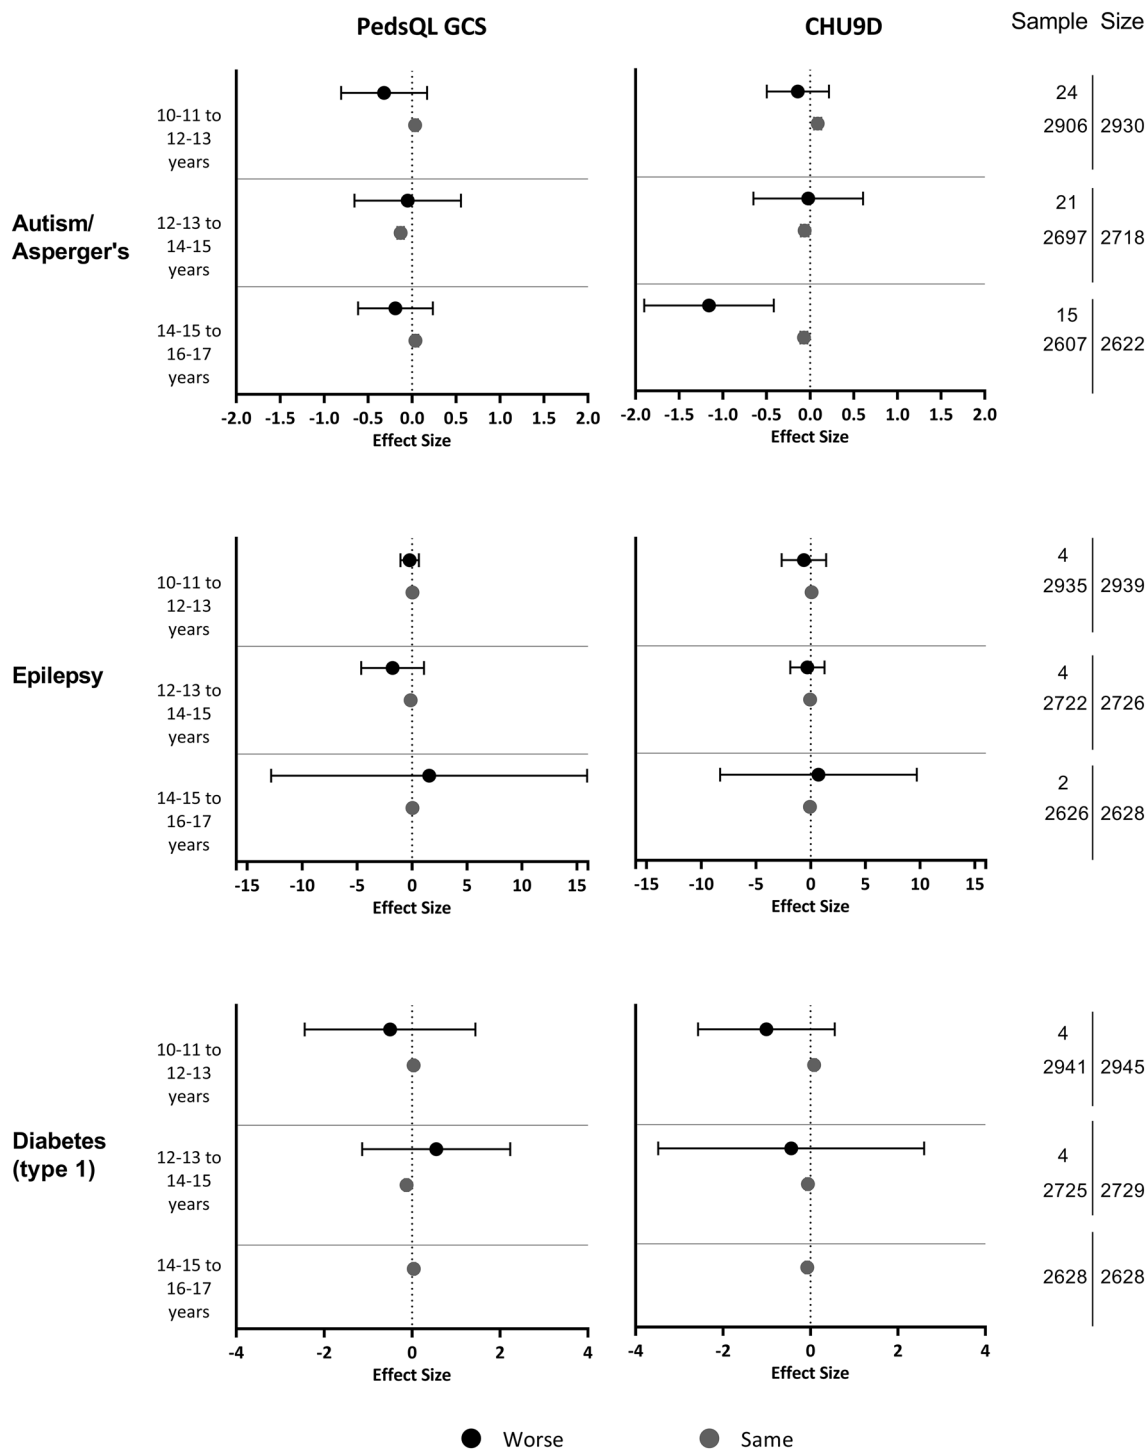 PedsQL GCS CHU9D Sample Size
10-11 to
12-13
years
24
2906 2930
Autism/
Asperger's
12-13 to
14-15
years
21
2697 2718
14-15 to
16-17
years
15
2607 2622
-2.0 -1.5 -1.0 -0.5 0.0 0.5 1.0 1.5 2.0
Effect Size
-2.0 -1.5 -1.0 -0.5 0.0 0.5 1.0 1.5 2.0
Effect Size
10-11 to
12-13
years
4
2935 2939
Epilepsy
12-13 to
14-15
years
4
2722 2726
14-15 to
16-17
years
2
2626 2628
-15 -10 -5 0 5 10 15
Effect Size
-15 -10 -5 0 5 10 15
Effect Size
10-11 to
12-13
years
4
2941 2945
Diabetes
(type 1)
12-13 to
14-15
years
4
2725 2729
14-15 to
16-17
years
2628 2628
-4 -2 0 2 4
Effect Size
-4 -2 0 2 4
Effect Size
Worse Same